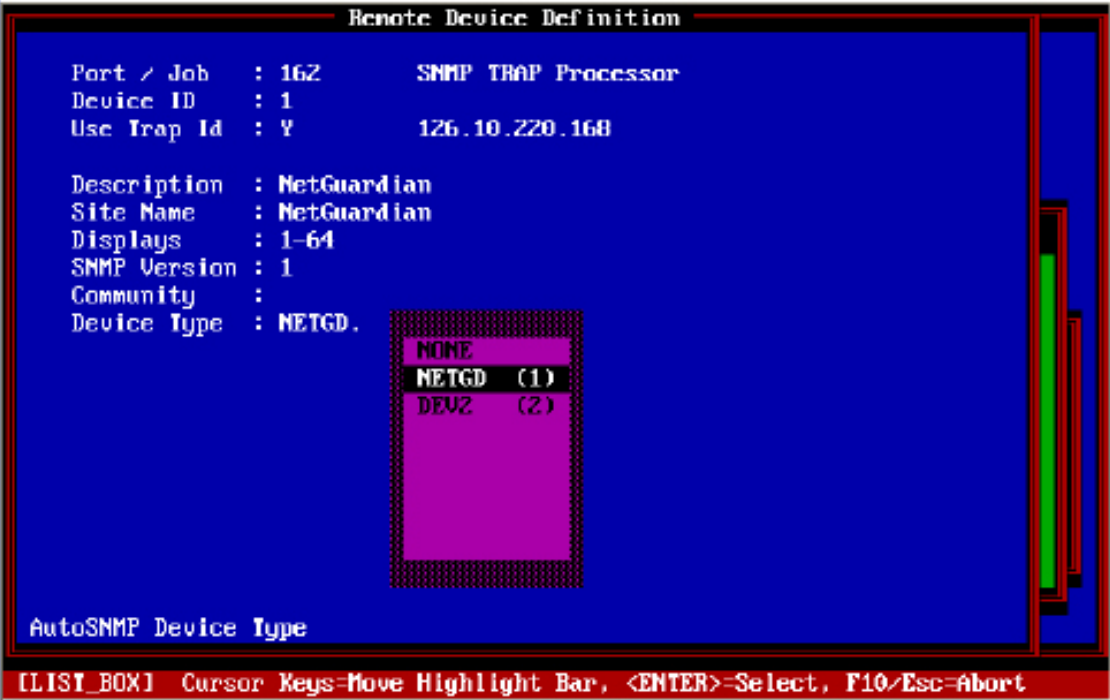 Remote Device Definition
Port / Job : 162 SNMP TRAP Processor
Device ID : 1
Use Trap Id : Y 126.10.220.168
Description : NetGuardian
Site Name : NetGuardian
Displays : 1-64
SNMP Version : 1
Community :
Device Type : NETGD.
NONE
NETGD (1)
DEV2 (2)
AutoSNMP Device Type
[LIST_BOX] Cursor Keys=Move Highlight Bar, <ENTER>=Select, F10/Esc=Abort